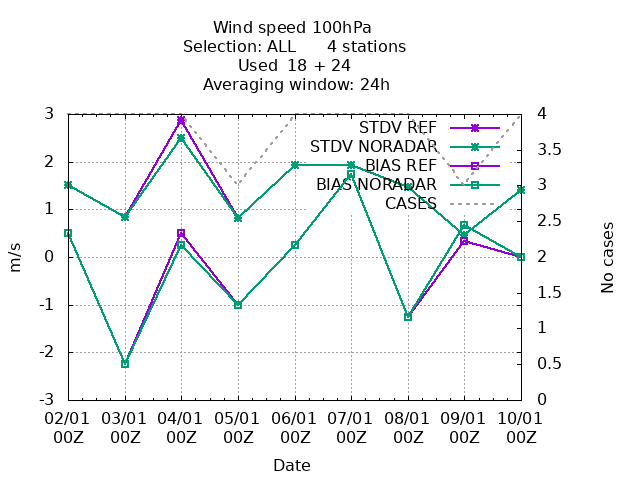 Wind speed 100hPa
Selection: ALL 4 stations
Used 18 + 24
Averaging window: 24h
STDV REF
STDV NORADAR
BIAS REF
BIAS NORADAR
CASES
3
2
1
0
-1
-2
-3
m/s
4
3.5
3
2.5
2
1.5
1
0.5
0
No cases
02/01 03/01 04/01 05/01 06/01 07/01 08/01 09/01 10/01
00Z 00Z 00Z 00Z 00Z 00Z 00Z 00Z 00Z
Date